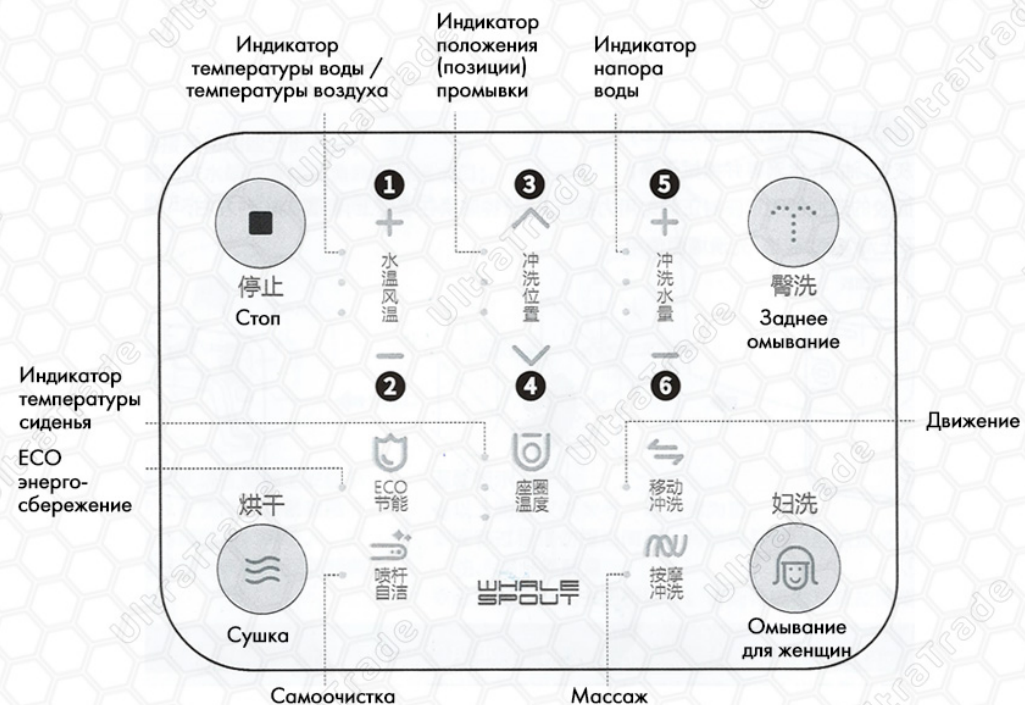 Индикатор
температуры воды /
температуры воздуха
Индикатор
положения
(позиции)
промывки
Индикатор
напора
воды
1
3
5
停止
Стоп
水温风温
冲洗位置
冲洗水量
臀洗
Заднее
омывание
2
4
6
Индикатор
температуры
сиденья
Движение
ECO
энерго-
сбережение
ECO
节能
座圈
温度
移动
冲洗
烘干
妇洗
喷杆
自洁
WHALE
SPOUT
按摩
冲洗
Сушка
Омывание
для женщин
Самоочистка
Массаж
UltraTrade